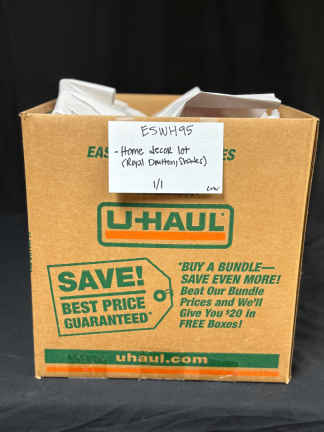 ESWH95
- Home decor lot
(Royal Doulton, Shades)
1/1
EAS ES
U-HAUL
SAVE!
BEST PRICE
GUARANTEED*
"BUY A BUNDLE—
SAVE EVEN MORE!
Beat Our Bundle
Prices and We'll
Give You $20 in
FREE Boxes!
uhaul.com